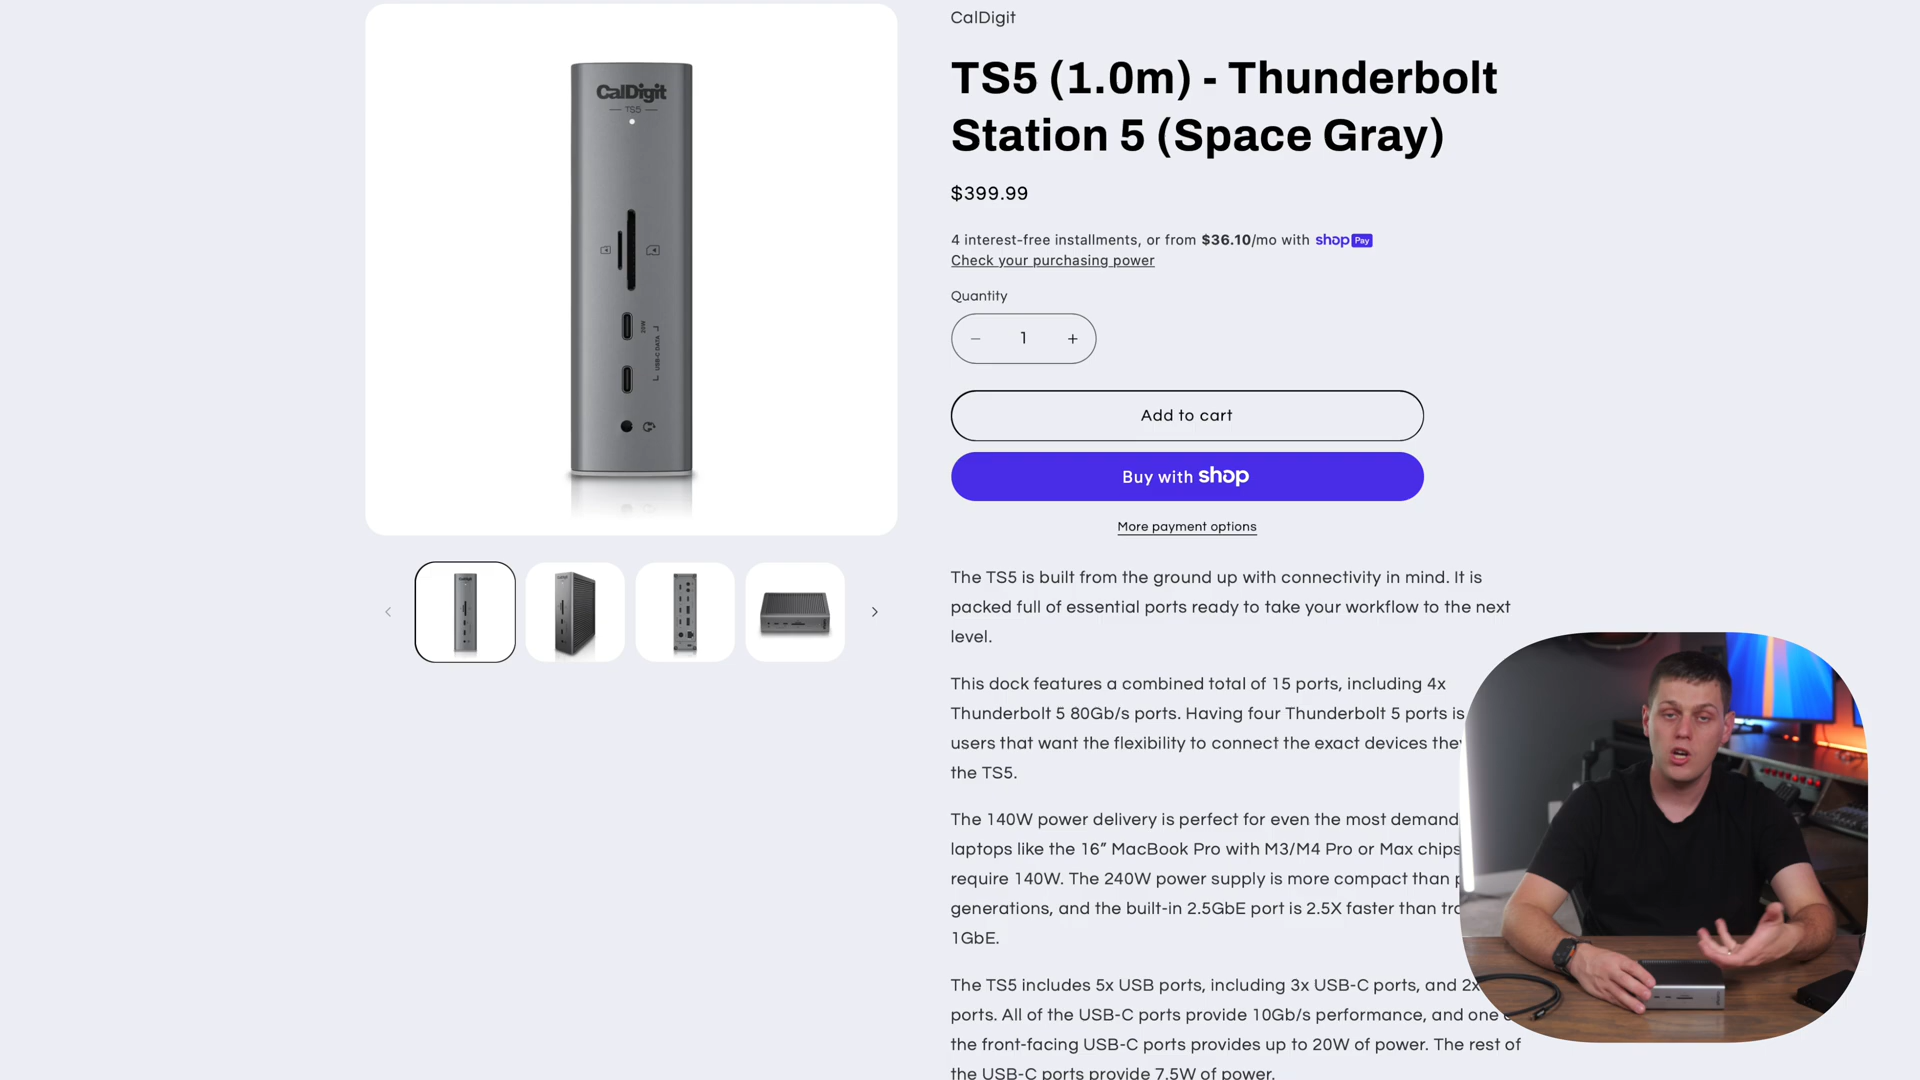 CalDigit
TS5
20W
USB-C DATA
CalDigit
TS5 (1.0m) - Thunderbolt
Station 5 (Space Gray)
$399.99
4 interest-free installments, or from $36.10/mo with shop Pay
Check your purchasing power
Quantity
1
Add to cart
Buy with shop
More payment options
The TS5 is built from the ground up with connectivity in mind. It is
packed full of essential ports ready to take your workflow to the next
level.
This dock features a combined total of 15 ports, including 4x
Thunderbolt 5 80Gb/s ports. Having four Thunderbolt 5 ports is
users that want the flexibility to connect the exact devices
the TS5.
The 140W power delivery is perfect for even the most
laptops like the 16” MacBook Pro with M3/M4 Pro or Max chips
require 140W. The 240W power supply is more compact than
generations, and the built-in 2.5GbE port is 2.5X faster than
1GbE.
The TS5 includes 5x USB ports, including 3x USB-C ports, and 2x
ports. All of the USB-C ports provide 10Gb/s performance, and one
the front-facing USB-C ports provides up to 20W of power. The rest of
the USB-C ports provide 7.5W of power.